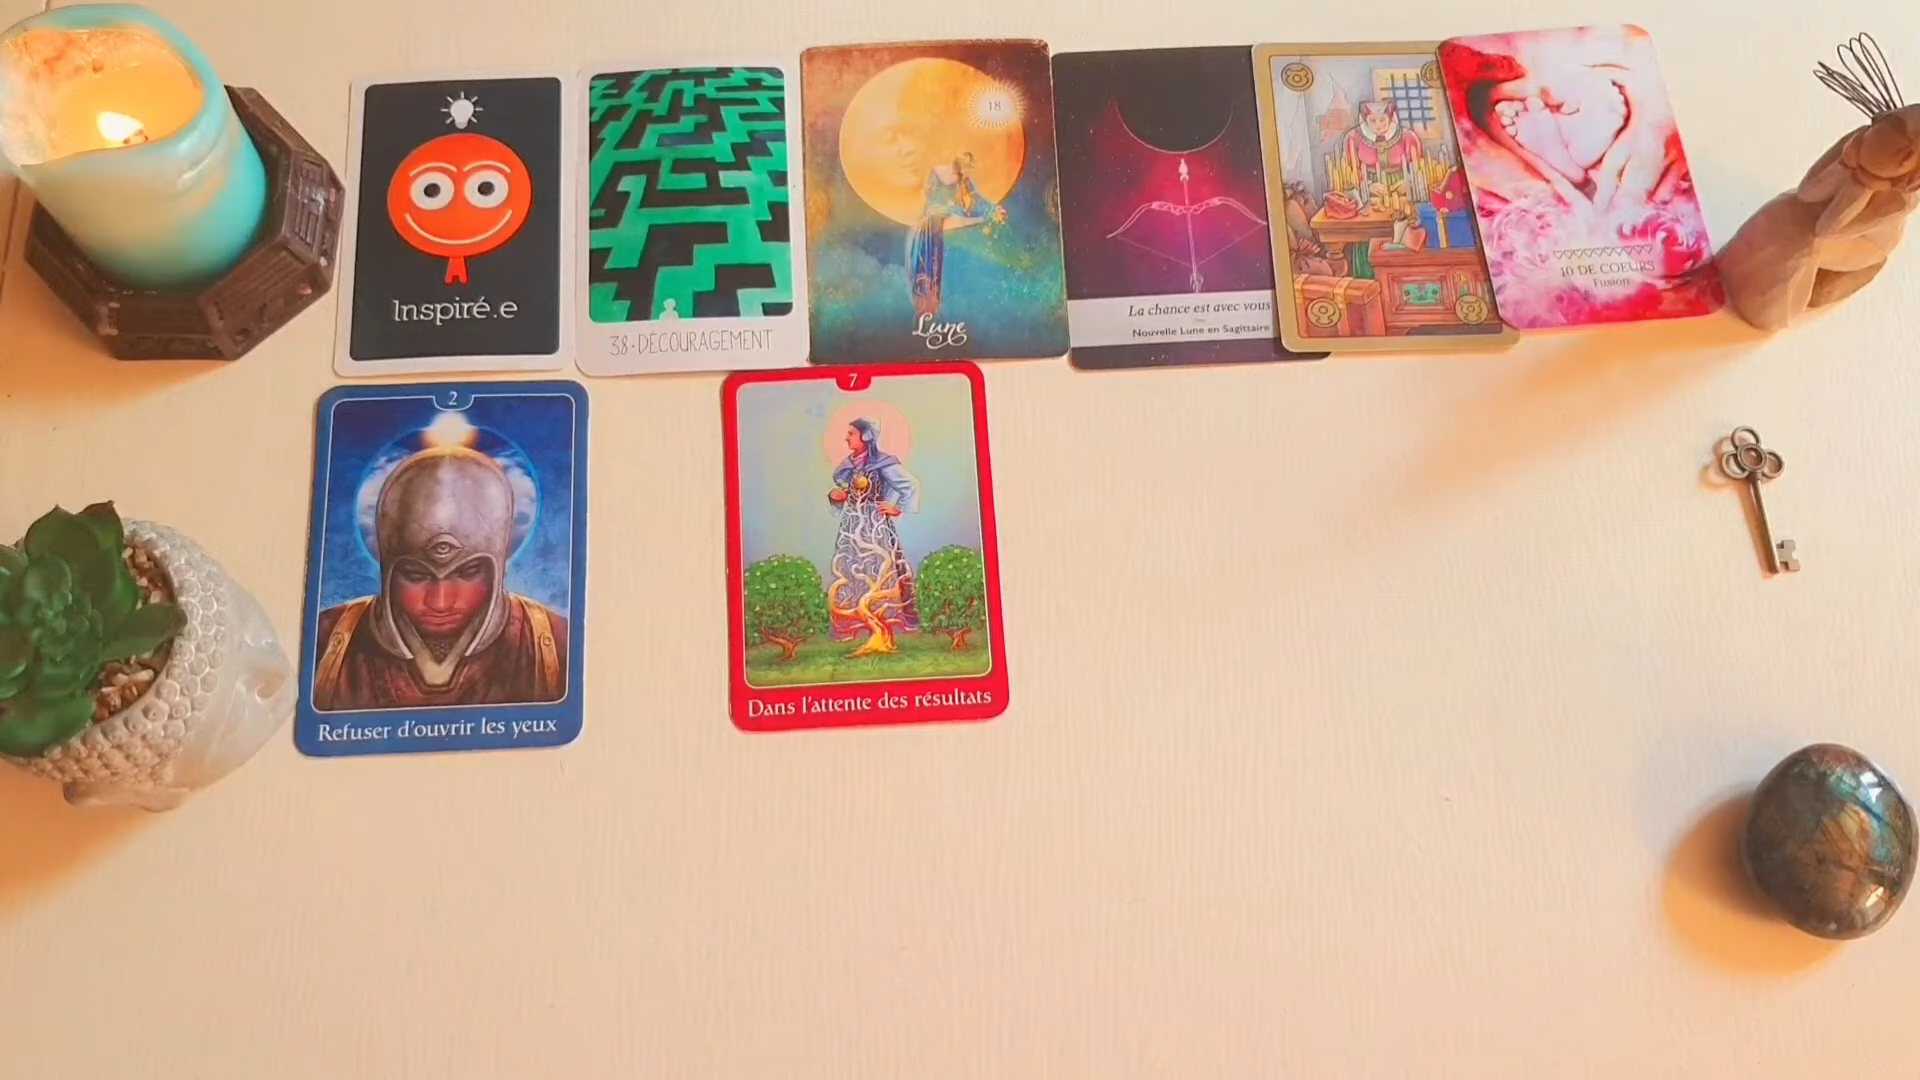 Inspiré.e
38·DÉCOURAGEMENT
18
Lune
La chance est avec vous
Nouvelle Lune en Sagittaire
10 DE COEURS
Fusion
2
Refuser d'ouvrir les yeux
7
Dans l'attente des résultats